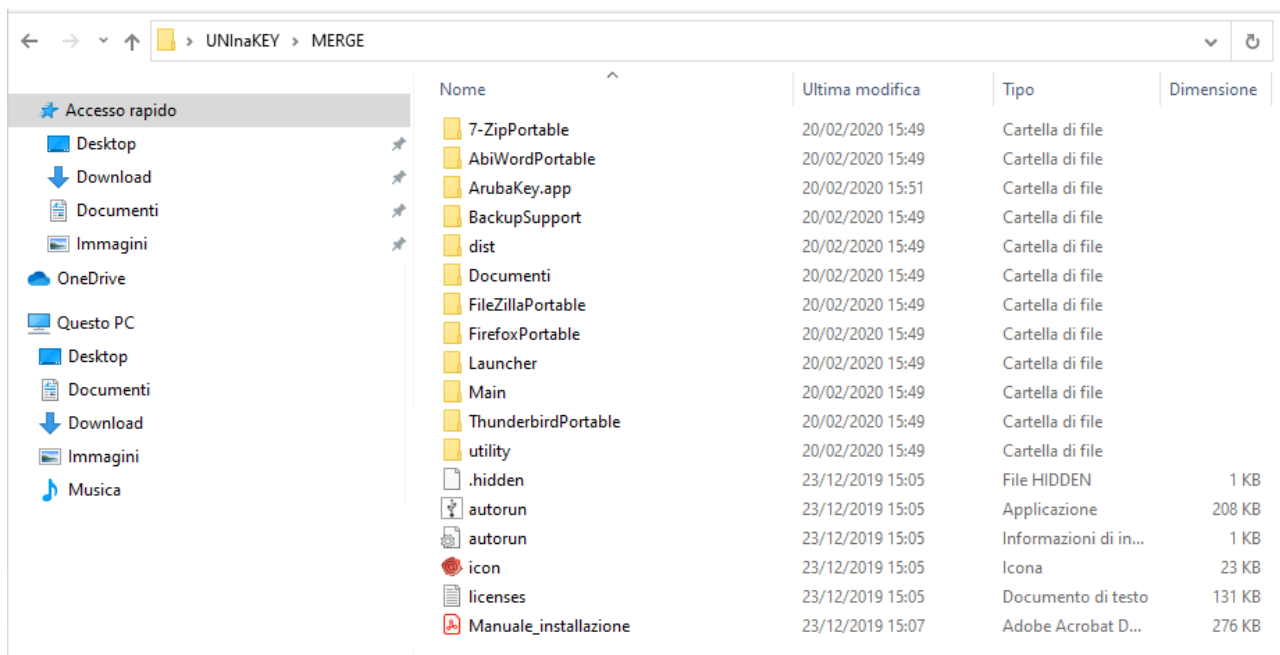 UNInaKEY > MERGE
Nome Ultima modifica Tipo Dimensione
Accesso rapido
Desktop
Download
Documenti
Immagini
OneDrive
Questo PC
Desktop
Documenti
Download
Immagini
Musica
7-ZipPortable 20/02/2020 15:49 Cartella di file
AbiWordPortable 20/02/2020 15:49 Cartella di file
ArubaKey.app 20/02/2020 15:51 Cartella di file
BackupSupport 20/02/2020 15:49 Cartella di file
dist 20/02/2020 15:49 Cartella di file
Documenti 20/02/2020 15:49 Cartella di file
FileZillaPortable 20/02/2020 15:49 Cartella di file
FirefoxPortable 20/02/2020 15:49 Cartella di file
Launcher 20/02/2020 15:49 Cartella di file
Main 20/02/2020 15:49 Cartella di file
ThunderbirdPortable 20/02/2020 15:49 Cartella di file
utility 20/02/2020 15:49 Cartella di file
.hidden 23/12/2019 15:05 File HIDDEN 1 KB
autorun 23/12/2019 15:05 Applicazione 208 KB
autorun 23/12/2019 15:05 Informazioni di in... 1 KB
icon 23/12/2019 15:05 Icona 23 KB
licenses 23/12/2019 15:05 Documento di testo 131 KB
Manuale_installazione 23/12/2019 15:07 Adobe Acrobat D... 276 KB